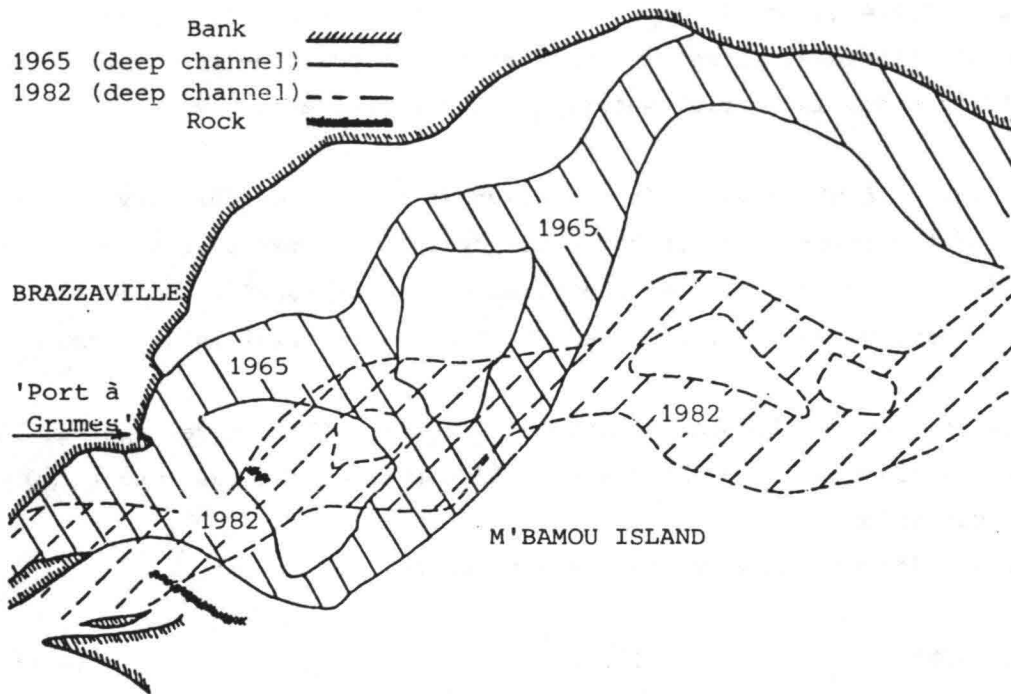 Bank
1965 (deep channel)
1982 (deep channel)
Rock
1965
BRAZZAVILLE
1965
'Port à
Grumes'
1982
1982
M'BAMOU ISLAND